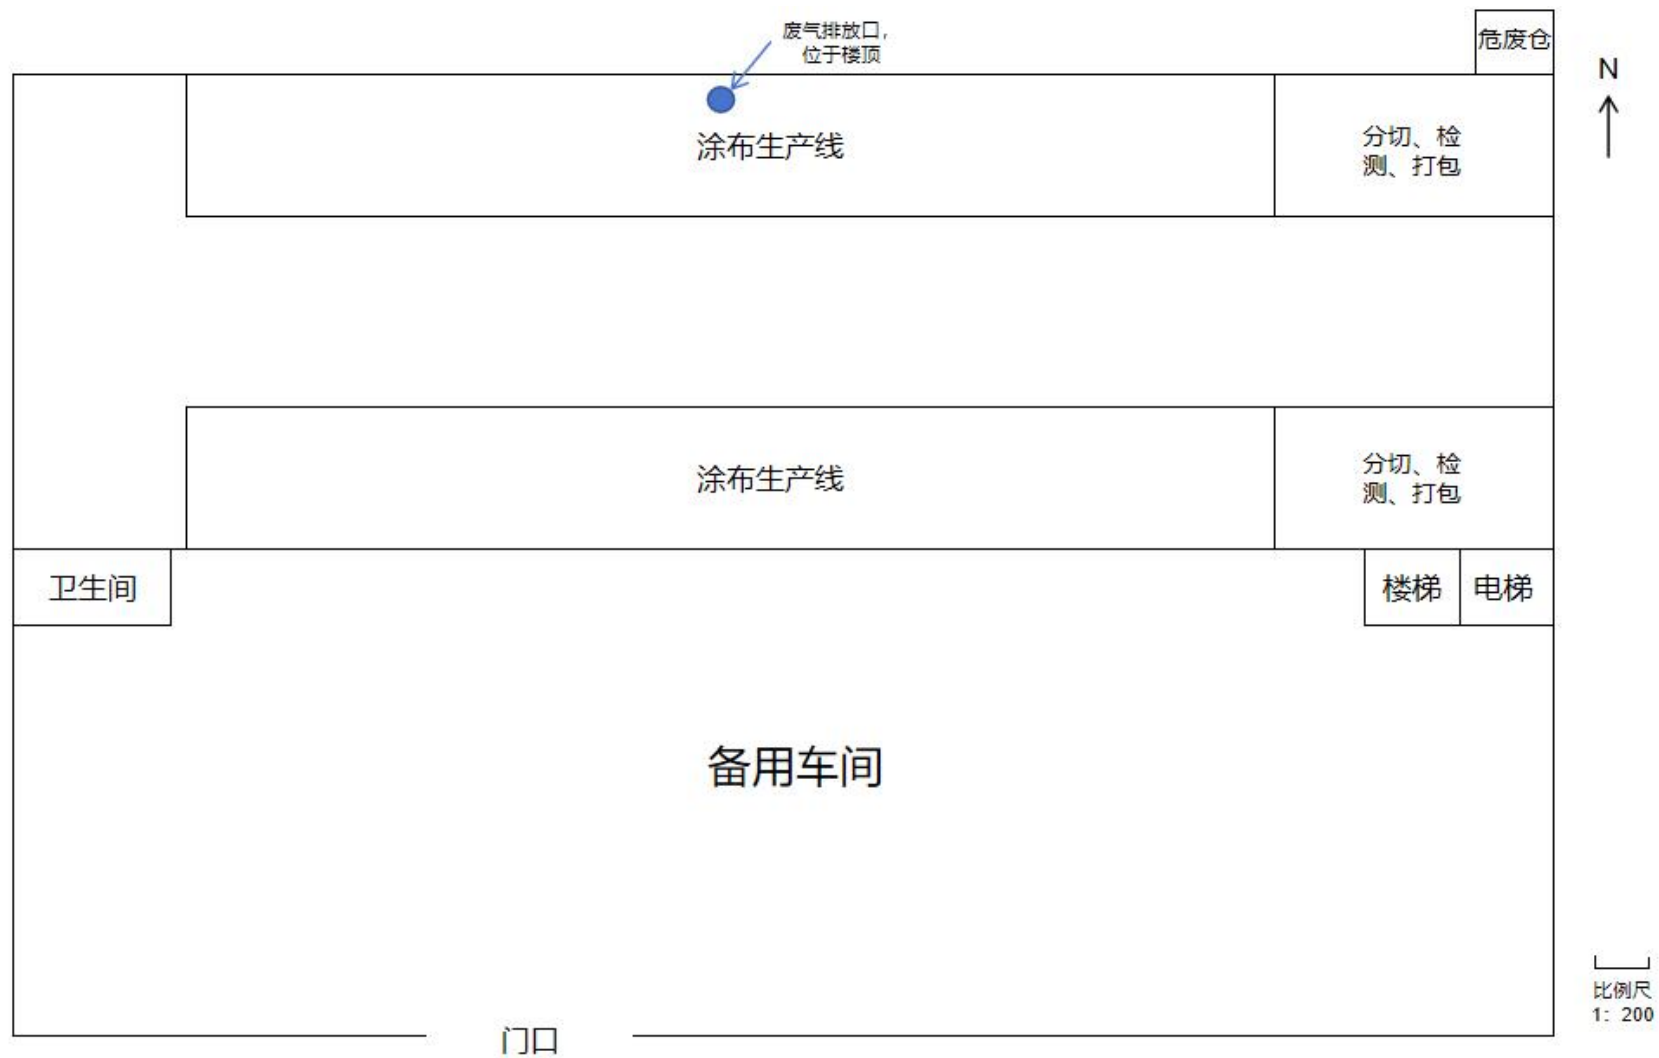 废气排放口，
位于楼顶
危废仓
N
涂布生产线
分切、检
测、打包
涂布生产线
分切、检
测、打包
卫生间
楼梯
电梯
备用车间
比例尺
1：200
门口